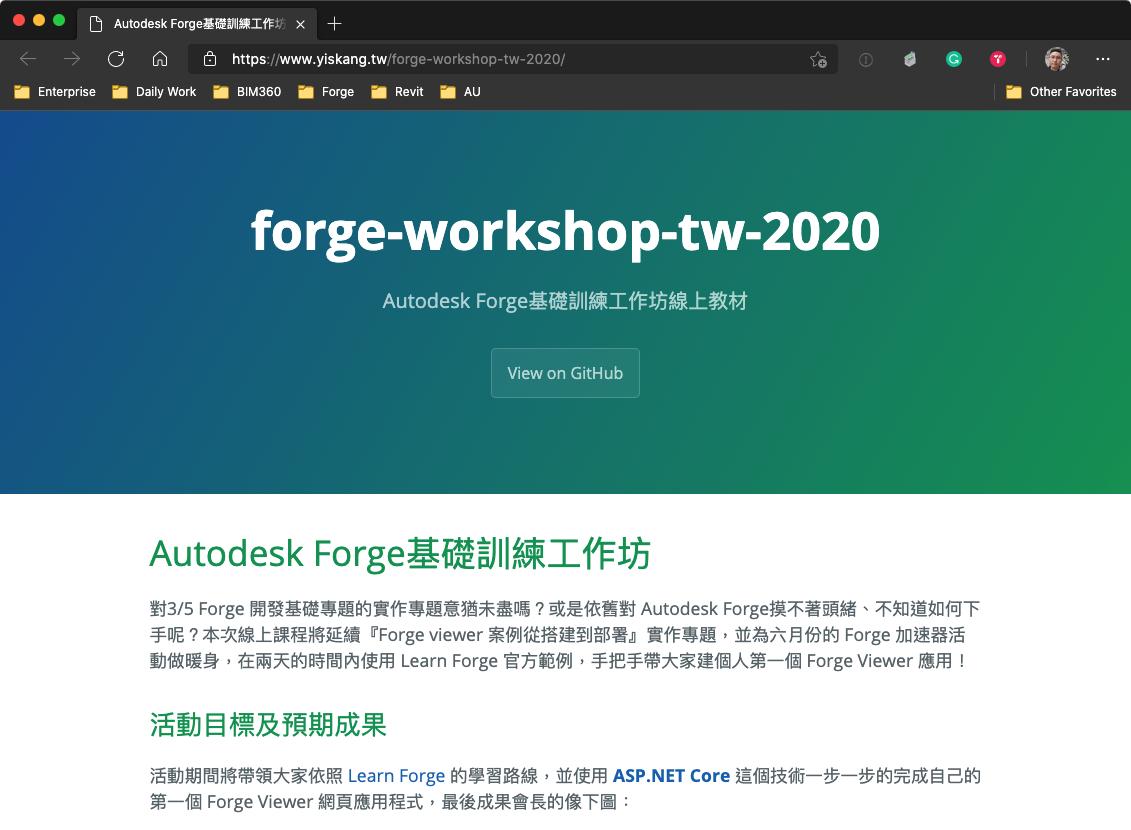 Autodesk Forge基礎訓練工作坊
https://www.yiskang.tw/forge-workshop-tw-2020/
Enterprise Daily Work BIM360 Forge Revit AU Other Favorites
forge-workshop-tw-2020
Autodesk Forge基礎訓練工作坊線上教材
View on GitHub
Autodesk Forge基礎訓練工作坊
對3/5 Forge 開發基礎專題的實作專題意猶未盡嗎？或是依舊對 Autodesk Forge摸不著頭緒、不知道如何下
手呢？本次線上課程將延續『Forge viewer 案例從搭建到部署』實作專題，並為六月份的 Forge 加速器活
動做暖身，在兩天的時間內使用 Learn Forge 官方範例，手把手帶大家建個人第一個 Forge Viewer 應用！
活動目標及預期成果
活動期間將帶領大家依照 Learn Forge 的學習路線，並使用 ASP.NET Core 這個技術一步一步的完成自己的
第一個 Forge Viewer 網頁應用程式，最後成果會長的像下圖：